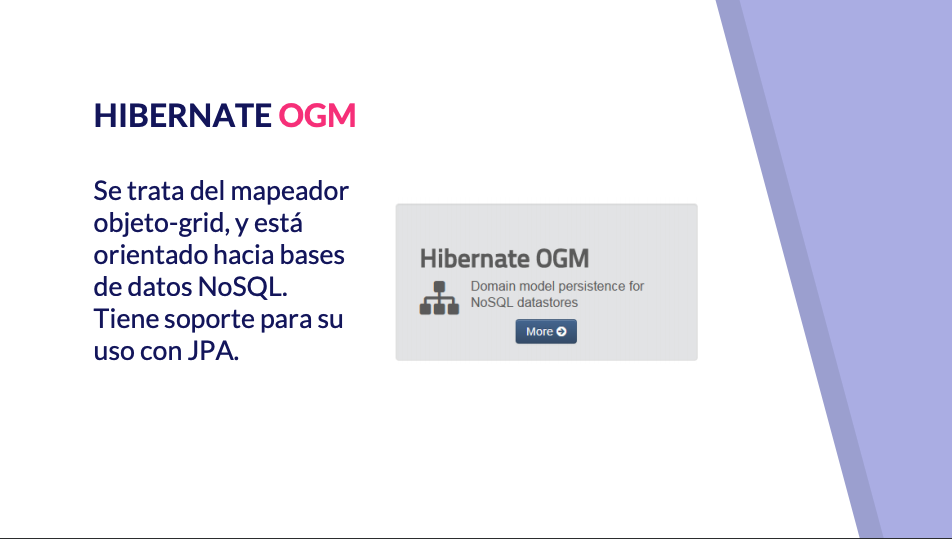 HIBERNATE OGM
Se trata del mapeador
objeto-grid, y está
orientado hacia bases
de datos NoSQL.
Tiene soporte para su
uso con JPA.
Hibernate OGM
Domain model persistence for
NoSQL datastores
More